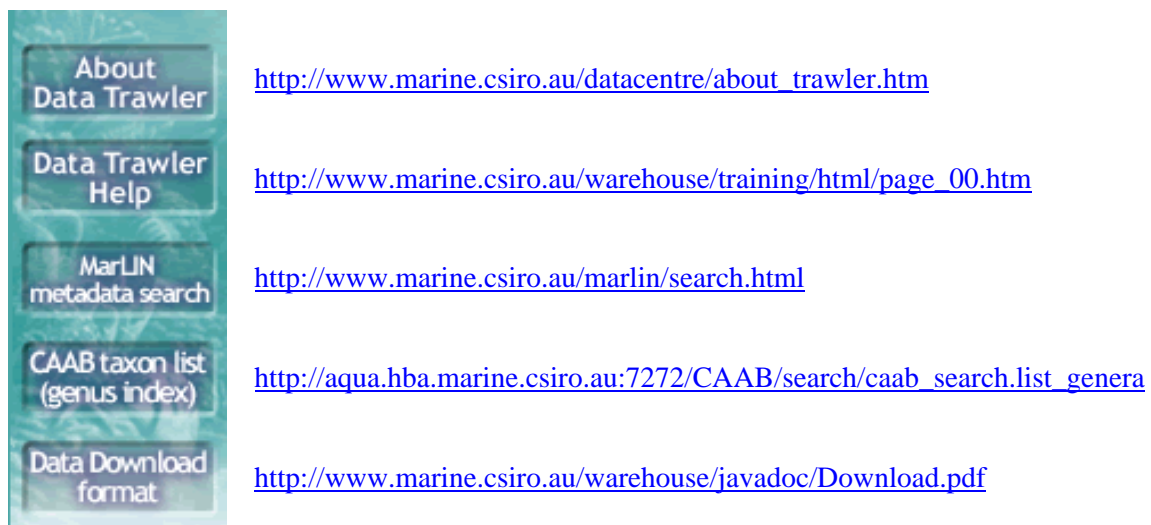 About
Data Trawler
http://www.marine.csiro.au/datacentre/about_trawler.htm
Data Trawler
Help
http://www.marine.csiro.au/warehouse/training/html/page_00.htm
MarLIN
metadata search
http://www.marine.csiro.au/marlin/search.html
CAAB taxon list
(genus index)
http://aqua.hba.marine.csiro.au:7272/CAAB/search/caab_search.list_genera
Data Download
format
http://www.marine.csiro.au/warehouse/javadoc/Download.pdf